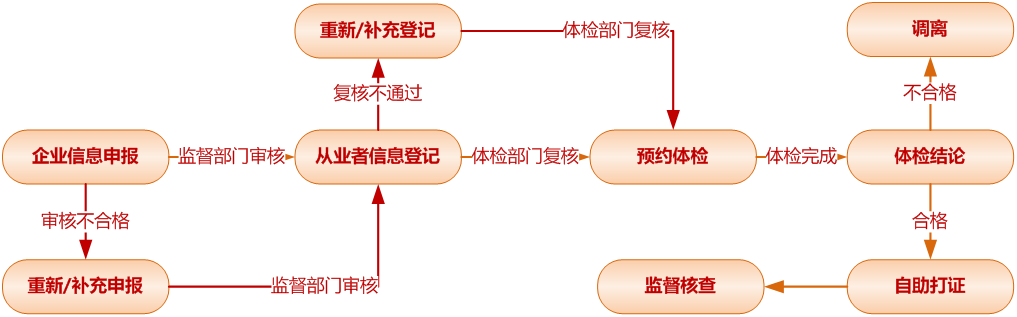 重新/补充登记
体检部门复核
调离
复核不通过
不合格
企业信息申报
监督部门审核
从业者信息登记
体检部门复核
预约体检
体检完成
体检结论
审核不合格
合格
重新/补充申报
监督部门审核
监督核查
自助打证